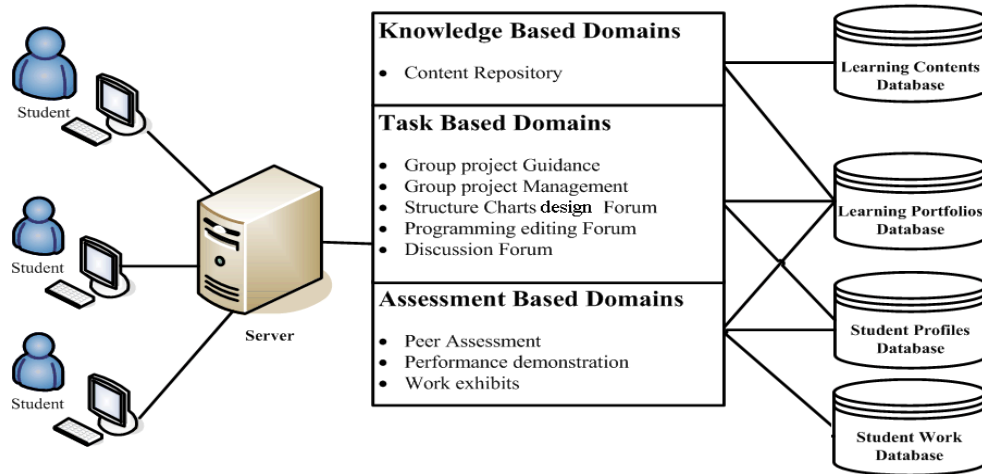 Student
Student
Student
Server
Knowledge Based Domains
• Content Repository
Task Based Domains
• Group project Guidance
• Group project Management
• Structure Charts design Forum
• Programming editing Forum
• Discussion Forum
Assessment Based Domains
• Peer Assessment
• Performance demonstration
• Work exhibits
Learning Contents
Database
Learning Portfolios
Database
Student Profiles
Database
Student Work
Database